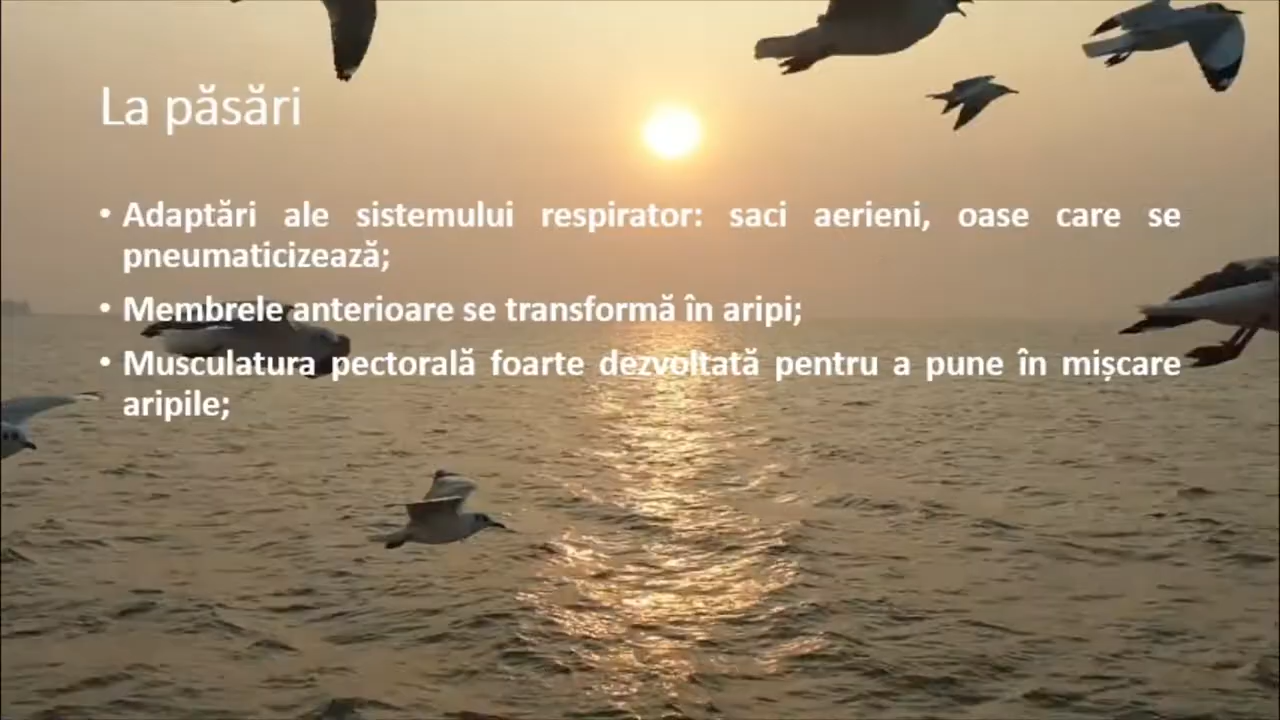 La păsări
• Adaptări ale sistemului respirator: saci aerieni, oase care se
pneumaticizează;
• Membrele anterioare se transformă în aripi;
• Musculatura pectorală foarte dezvoltată pentru a pune în mișcare
aripile;